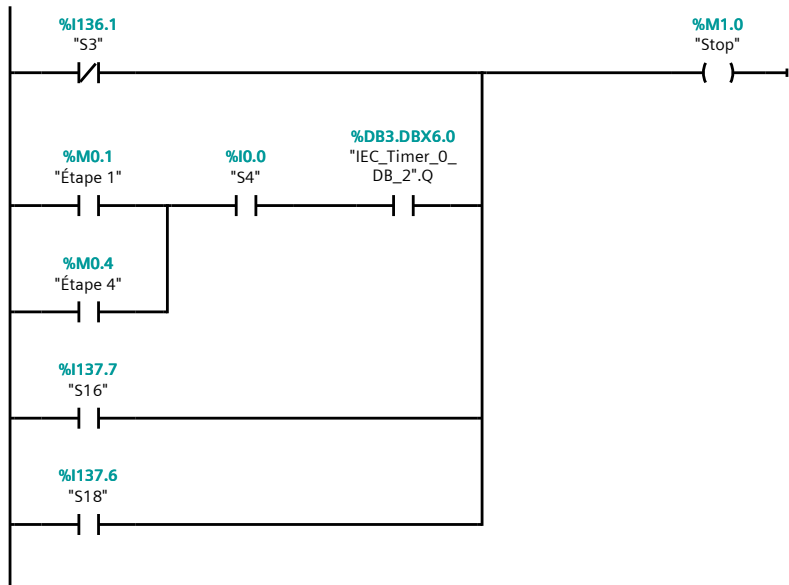 %I136.1
"S3"
%M1.0
"Stop"
%M0.1
"Étape 1"
%I0.0
"S4"
%DB3.DBX6.0
"IEC_Timer_0_
DB_2".Q
%M0.4
"Étape 4"
%I137.7
"S16"
%I137.6
"S18"